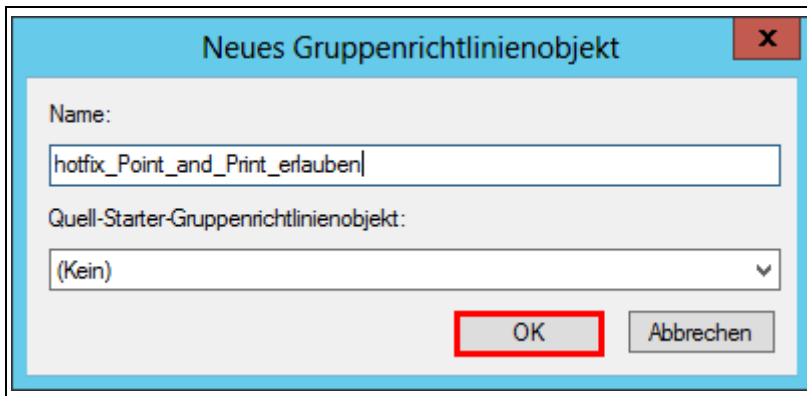 Neues Gruppenrichtlinienobjekt
x
Name:
hotfix_Point_and_Print_erlauben
Quell-Starter-Gruppenrichtlinienobjekt:
(Kein)
OK Abbrechen